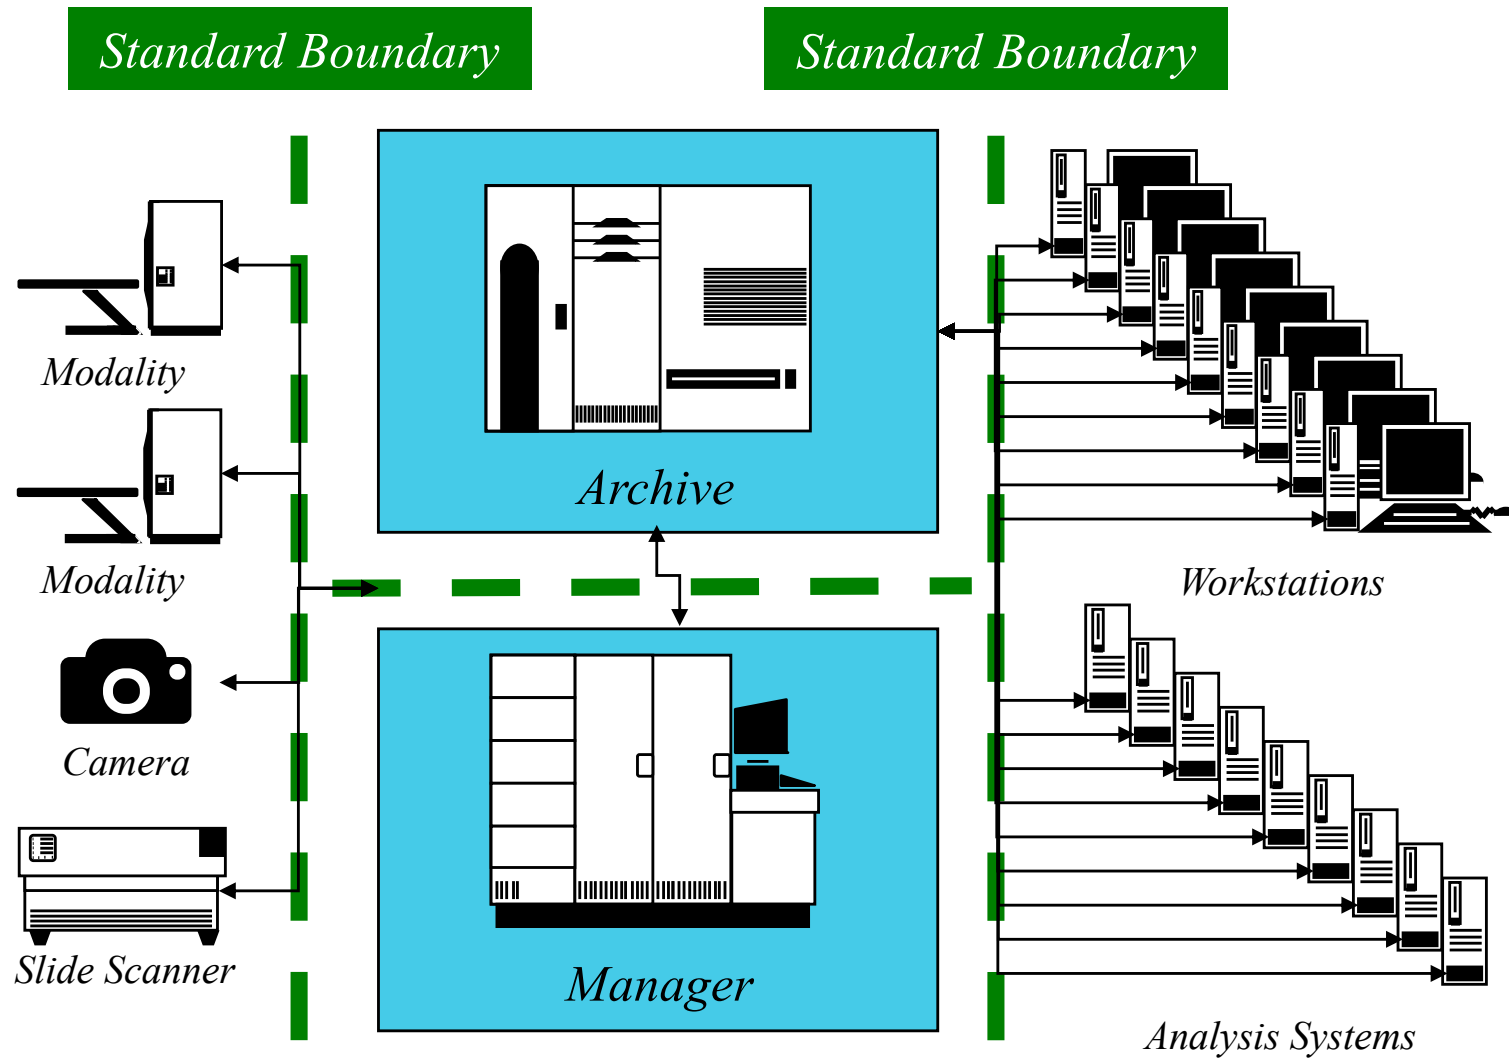 Standard Boundary
Standard Boundary
Modality
Modality
Camera
Slide Scanner
Archive
Manager
Workstations
Analysis Systems